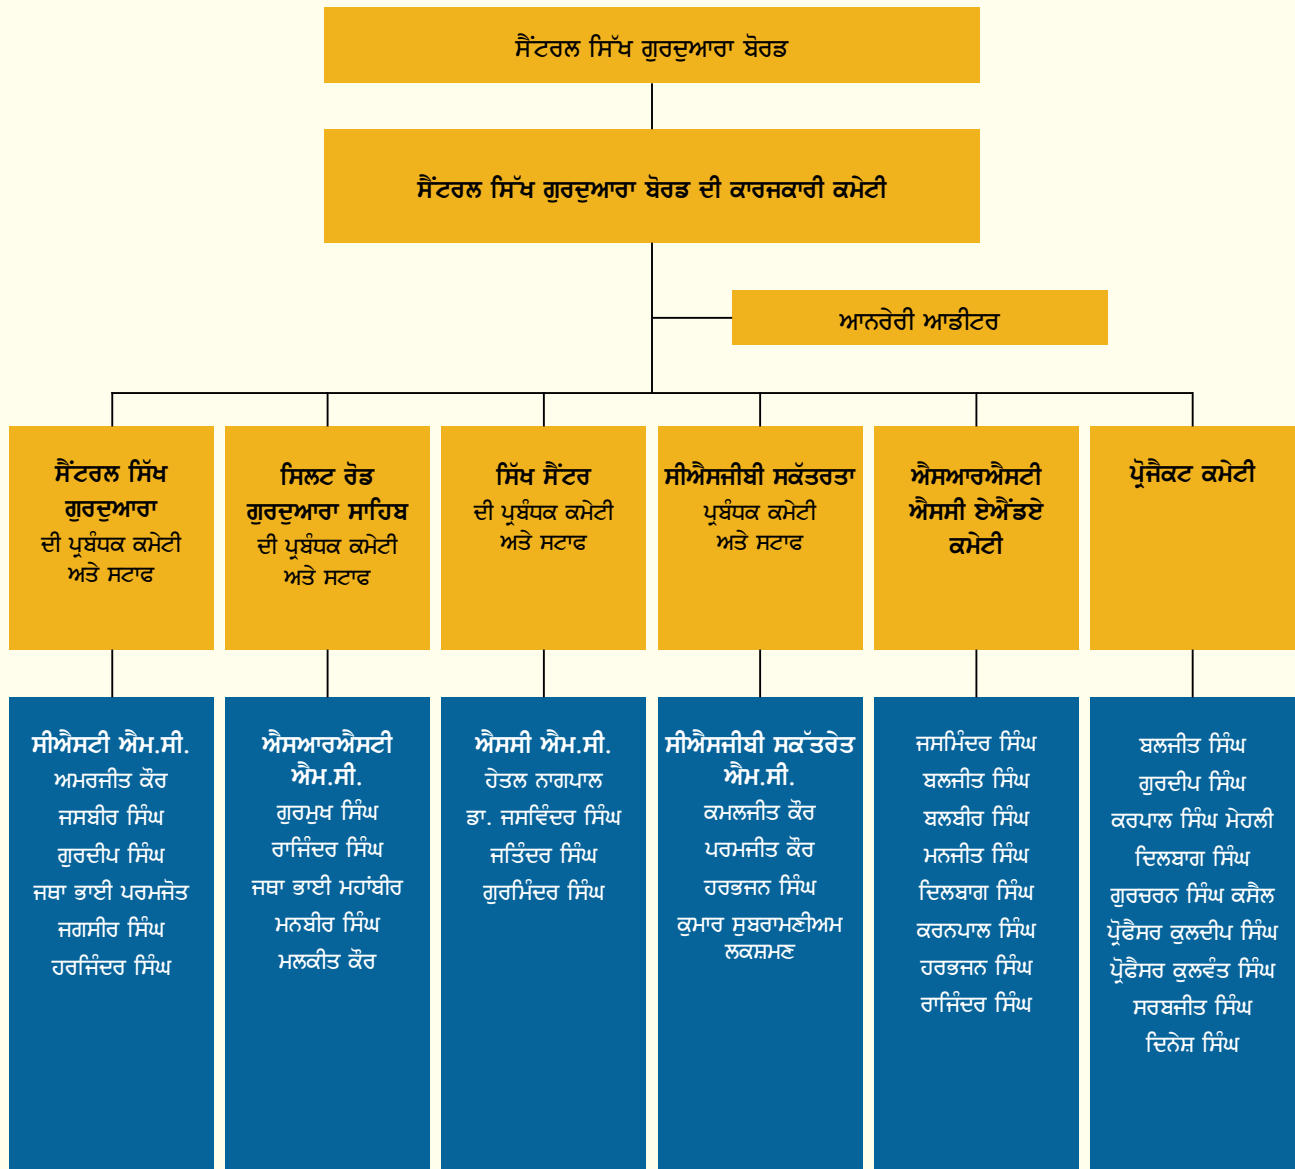 ਸੈਂਟਰਲ ਸਿੱਖ ਗੁਰਦੁਆਰਾ ਬੋਰਡ
ਸੈਂਟਰਲ ਸਿੱਖ ਗੁਰਦੁਆਰਾ ਬੋਰਡ ਦੀ ਕਾਰਜਕਾਰੀ ਕਮੇਟੀ
ਆਨਰੇਰੀ ਆਡੀਟਰ
ਸੈਂਟਰਲ ਸਿੱਖ
ਗੁਰਦੁਆਰਾ
ਦੀ ਪ੍ਰਬੰਧਕ ਕਮੇਟੀ
ਅਤੇ ਸਟਾਫ
ਸਿਲਟ ਰੋਡ
ਗੁਰਦੁਆਰਾ ਸਾਹਿਬ
ਦੀ ਪ੍ਰਬੰਧਕ ਕਮੇਟੀ
ਅਤੇ ਸਟਾਫ
ਸਿੱਖ ਸੈਂਟਰ
ਦੀ ਪ੍ਰਬੰਧਕ ਕਮੇਟੀ
ਅਤੇ ਸਟਾਫ
ਸੀਐਸਜੀਬੀ ਸਕੱਤਰਤਾ
ਪ੍ਰਬੰਧਕ ਕਮੇਟੀ
ਅਤੇ ਸਟਾਫ
ਐਸਆਰਐਸਟੀ
ਐਸਸੀ ਏਐਂਡਏ
ਕਮੇਟੀ
ਪ੍ਰੋਜੈਕਟ ਕਮੇਟੀ
ਸੀਐਸਟੀ ਐਮ.ਸੀ.
ਅਮਰਜੀਤ ਕੌਰ
ਜਸਬੀਰ ਸਿੰਘ
ਗੁਰਦੀਪ ਸਿੰਘ
ਜਥਾ ਭਾਈ ਪਰਮਜੋਤ
ਜਗਸੀਰ ਸਿੰਘ
ਹਰਜਿੰਦਰ ਸਿੰਘ
ਐਸਆਰਐਸਟੀ
ਐਮ.ਸੀ.
ਗੁਰਮੁਖ ਸਿੰਘ
ਰਾਜਿੰਦਰ ਸਿੰਘ
ਜਥਾ ਭਾਈ ਮਹਾਂਬੀਰ
ਮਨਬੀਰ ਸਿੰਘ
ਮਲਕੀਤ ਕੌਰ
ਐਸਸੀ ਐਮ.ਸੀ.
ਹੇਤਲ ਨਾਗਪਾਲ
ਡਾ. ਜਸਵਿੰਦਰ ਸਿੰਘ
ਜਤਿੰਦਰ ਸਿੰਘ
ਗੁਰਮਿੰਦਰ ਸਿੰਘ
ਸੀਐਸਜੀਬੀ ਸਕੱਤਰੇਤ
ਐਮ.ਸੀ.
ਕਮਲਜੀਤ ਕੌਰ
ਪਰਮਜੀਤ ਕੌਰ
ਹਰਭਜਨ ਸਿੰਘ
ਕੁਮਾਰ ਸੁਬਰਾਮਣੀਅਮ
ਲਕਸ਼ਮਣ
ਜਸਮਿੰਦਰ ਸਿੰਘ
ਬਲਜੀਤ ਸਿੰਘ
ਬਲਬੀਰ ਸਿੰਘ
ਮਨਜੀਤ ਸਿੰਘ
ਦਿਲਬਾਗ ਸਿੰਘ
ਕਰਨਪਾਲ ਸਿੰਘ
ਹਰਭਜਨ ਸਿੰਘ
ਰਾਜਿੰਦਰ ਸਿੰਘ
ਬਲਜੀਤ ਸਿੰਘ
ਗੁਰਦੀਪ ਸਿੰਘ
ਕਰਪਾਲ ਸਿੰਘ ਮੇਹਲੀ
ਦਿਲਬਾਗ ਸਿੰਘ
ਗੁਰਚਰਨ ਸਿੰਘ ਕਸੈਲ
ਪ੍ਰੋਫੈਸਰ ਕੁਲਦੀਪ ਸਿੰਘ
ਪ੍ਰੋਫੈਸਰ ਕੁਲਵੰਤ ਸਿੰਘ
ਸਰਬਜੀਤ ਸਿੰਘ
ਦਿਨੇਸ਼ ਸਿੰਘ